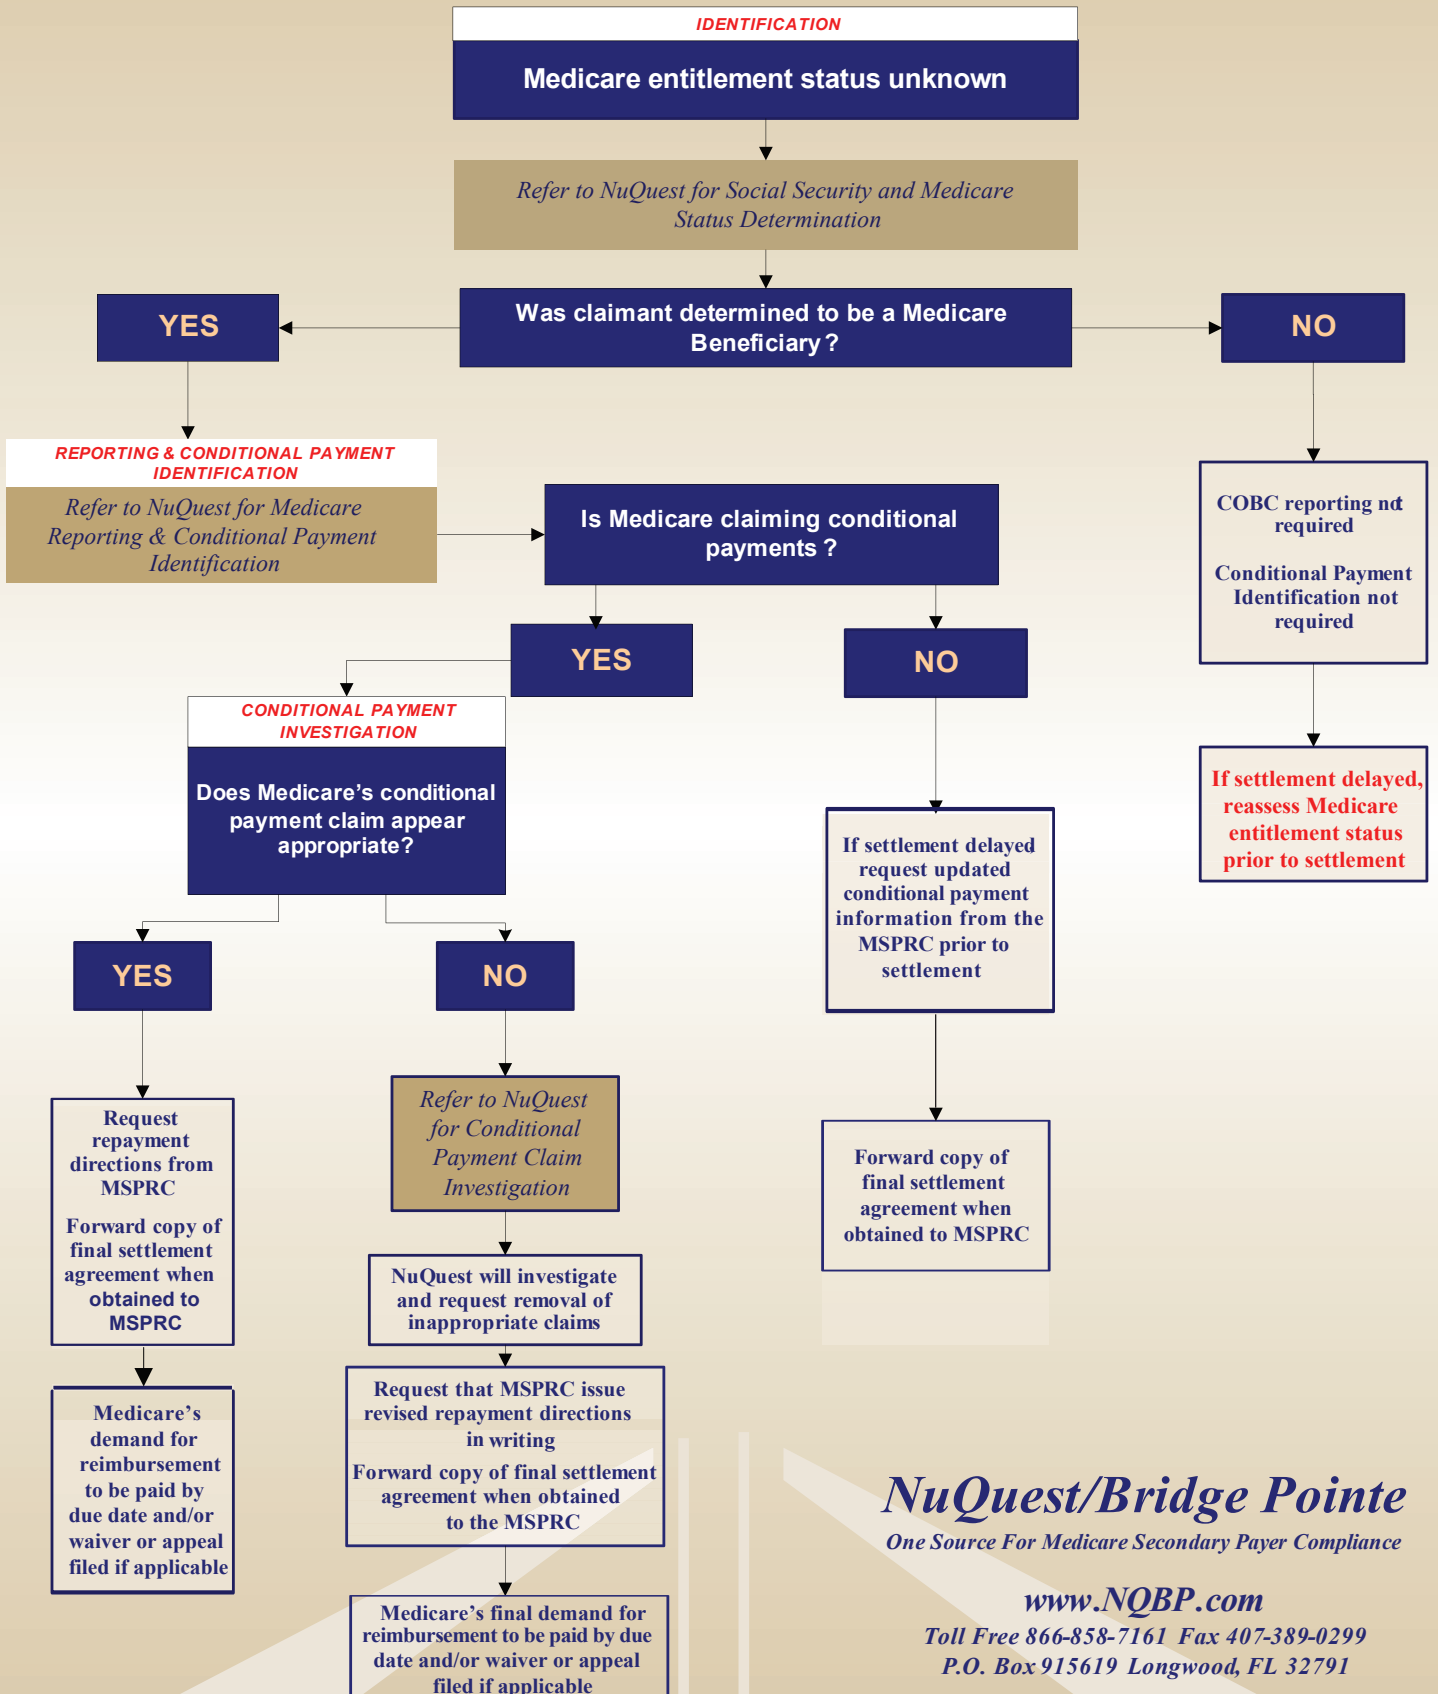 IDENTIFICATION
Medicare entitlement status unknown
Refer to NuQuest for Social Security and Medicare
Status Determination
Was claimant determined to be a Medicare
Beneficiary ?
YES
NO
REPORTING & CONDITIONAL PAYMENT
IDENTIFICATION
Refer to NuQuest for Medicare
Reporting & Conditional Payment
Identification
Is Medicare claiming conditional
payments ?
COBC reporting not
required
Conditional Payment
Identification not
required
YES
NO
If settlement delayed,
reassess Medicare
entitlement status
prior to settlement
CONDITIONAL PAYMENT
INVESTIGATION
Does Medicare's conditional
payment claim appear
appropriate?
If settlement delayed,
request updated
conditional payment
information from the
MSPRC prior to
settlement
YES
NO
Request
repayment
directions from
MSPRC
Forward copy of
final settlement
agreement when
obtained to
MSPRC
Refer to NuQuest
for Conditional
Payment Claim
Investigation
Forward copy of
final settlement
agreement when
obtained to MSPRC
NuQuest will investigate
and request removal of
inappropriate claims
Medicare's
demand for
reimbursement
to be paid by
due date and/or
waiver or appeal
filed if applicable
Request that MSPRC issue
revised repayment directions
in writing
Forward copy of final settlement
agreement when obtained
to the MSPRC
Medicare's final demand for
reimbursement to be paid by due
date and/or waiver or appeal
filed if applicable
NuQuest/Bridge Pointe
One Source For Medicare Secondary Payer Compliance
www.NQBP.com
Toll Free 866-858-7161 Fax 407-389-0299
P.O. Box 915619 Longwood, FL 32791